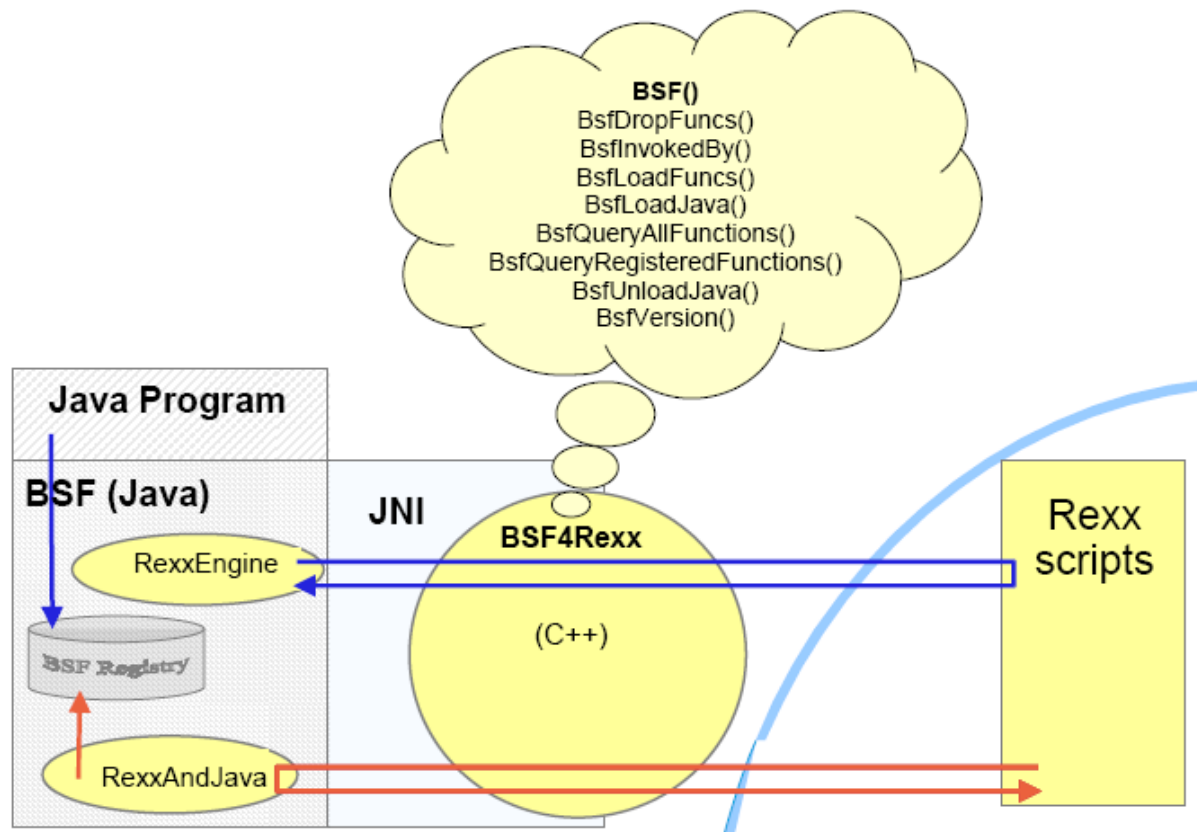 BSF()
BsfDropFuncs()
BsfInvokedBy()
BsfLoadFuncs()
BsfLoadJava()
BsfQueryAllFunctions()
BsfQueryRegisteredFunctions()
BsfUnloadJava()
BsfVersion()
Java Program
BSF (Java)
JNI
BSF4Rexx
(C++)
RexxEngine
BSF Registry
RexxAndJava
Rexx
scripts